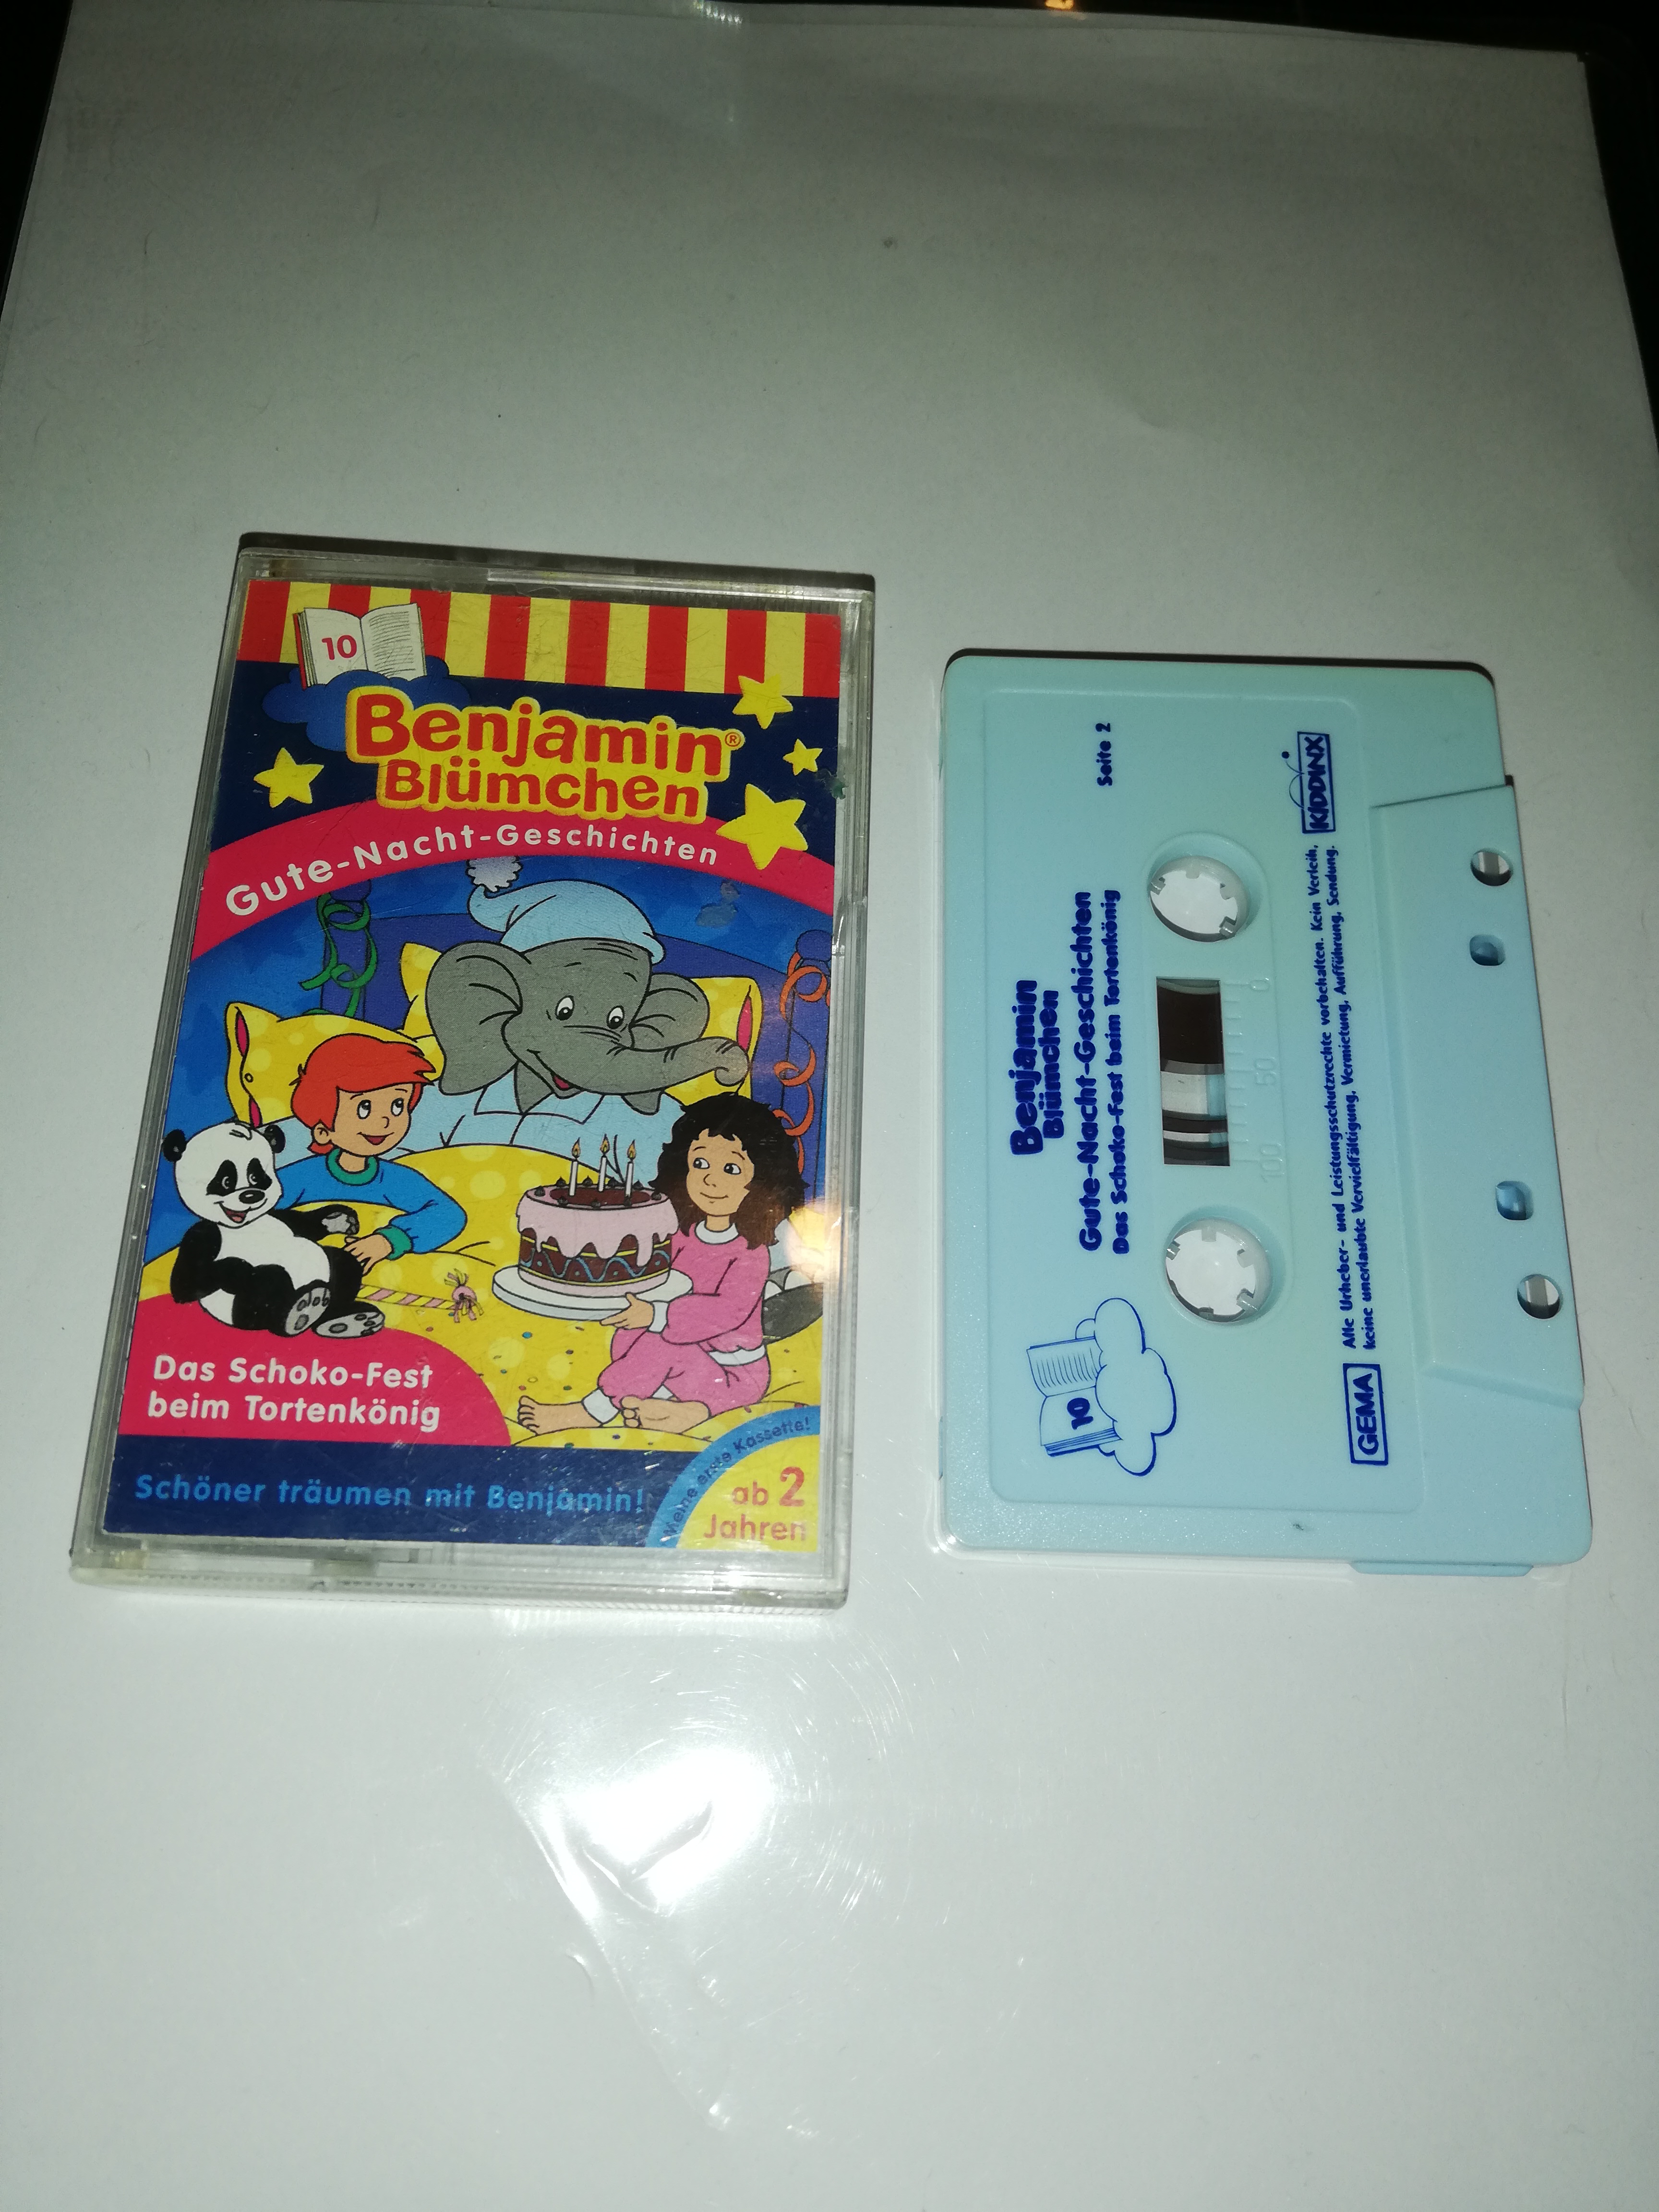 10
Benjamin®
Blümchen
Gute-Nacht-Geschichten
Das Schoko-Fest
beim Tortenkönig
Schöner träumen mit Benjamin!
Meine erste Kassette!
ab 2
Jahren
Benjamin
Blümchen
Gute-Nacht-Geschichten
Das Schoko-Fest beim Tortenkönig
Seite 2
10
100 50 0
GEMA
Alle Urheber- und Leistungsschutzrechte vorbehalten. Kein Verleih,
keine unerlaubte Vervielfältigung, Vermietung, Aufführung, Sendung.
KIDDINX